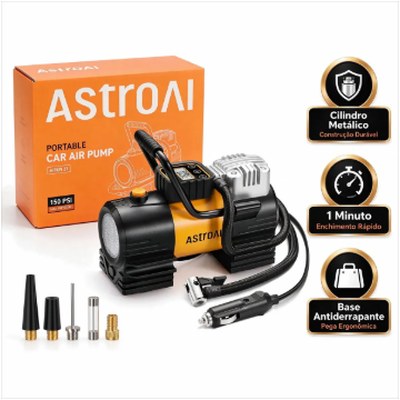 ASTROAI
PORTABLE
CAR AIR PUMP
150 PSI
ASTROAI
Cilindro
Metálico
Construção Durável
1 Minuto
Enchimento Rápido
Base
Antiderrapante
Pega Ergonômica